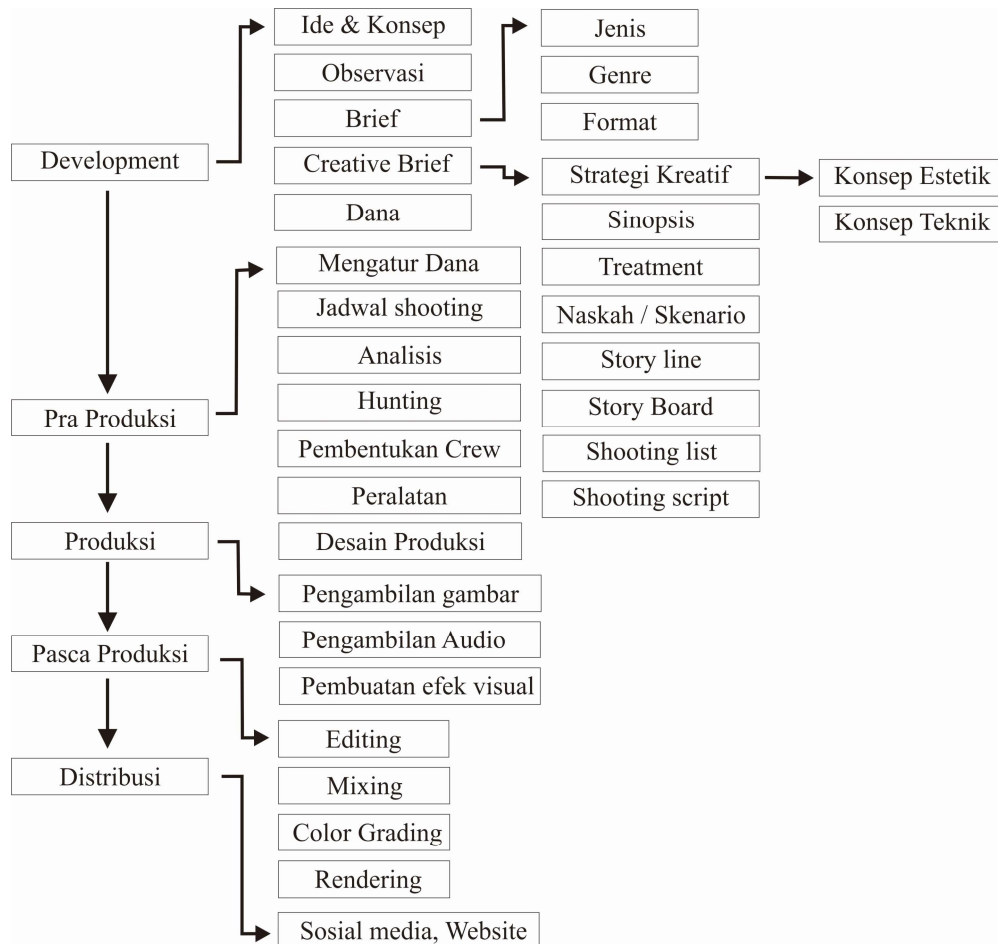 Development
Ide & Konsep
Observasi
Brief
Creative Brief
Dana
Jenis
Genre
Format
Strategi Kreatif
Sinopsis
Treatment
Naskah / Skenario
Story line
Story Board
Shooting list
Shooting script
Konsep Estetik
Konsep Teknik
Pra Produksi
Mengatur Dana
Jadwal shooting
Analisis
Hunting
Pembentukan Crew
Peralatan
Desain Produksi
Produksi
Pengambilan gambar
Pengambilan Audio
Pembuatan efek visual
Pasca Produksi
Editing
Mixing
Color Grading
Rendering
Distribusi
Sosial media, Website